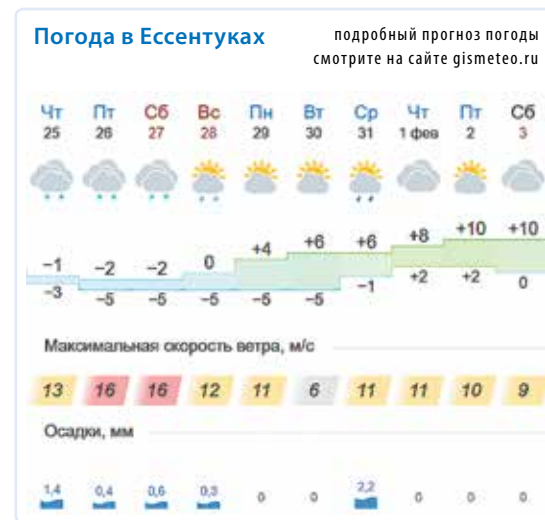 Погода в Ессентуках
подробный прогноз погоды
смотрите на сайте gismeteo.ru
Чт Пт Сб Вс Пн Вт Ср Чт Пт Сб
25 26 27 28 29 30 31 1 фев 2 3
−1 −2 −2 0 +4 +6 +6 +8 +10 +10
−3 −5 −5 −5 −5 −5 −1 +2 +2 0
Максимальная скорость ветра, м/с
13 16 16 12 11 6 11 11 10 9
Осадки, мм
1,4 0,4 0,6 0,3 0 0 2,2 0 0 0